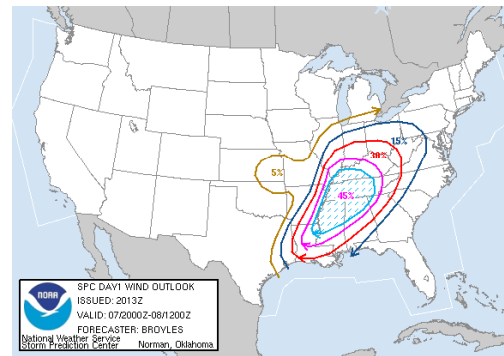 15%
30%
5%
45%
SPC DAY1 WIND OUTLOOK
ISSUED: 2013Z
VALID: 07/2000Z-08/1200Z
FORECASTER: BROYLES
National Weather Service
Storm Prediction Center Norman, Oklahoma
NOAA